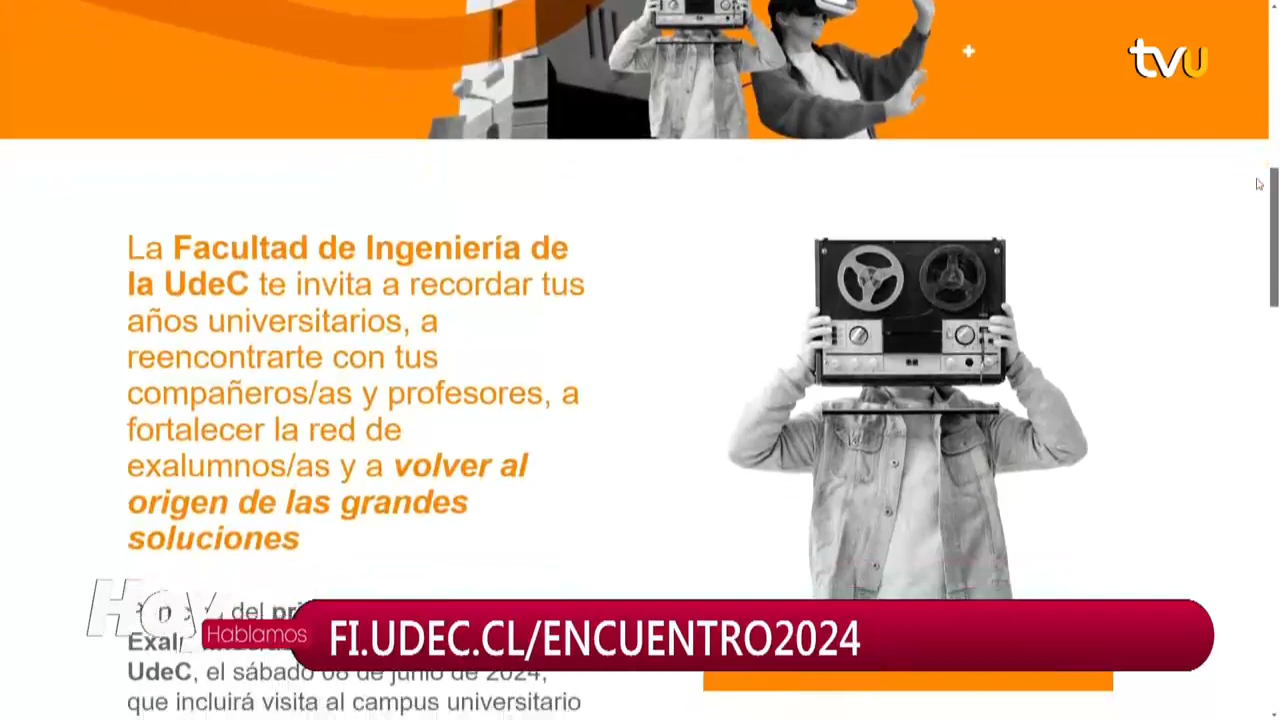 tvu
La Facultad de Ingeniería de
la UdeC te invita a recordar tus
años universitarios, a
reencontrarte con tus
compañeros/as y profesores, a
fortalecer la red de
exalumnos/as y a volver al
origen de las grandes
soluciones
del
Hoy
Hablamos
FI.UDEC.CL/ENCUENTRO2024
UdeC, el sábado 08 de junio de 2024,
que incluirá visita al campus universitario